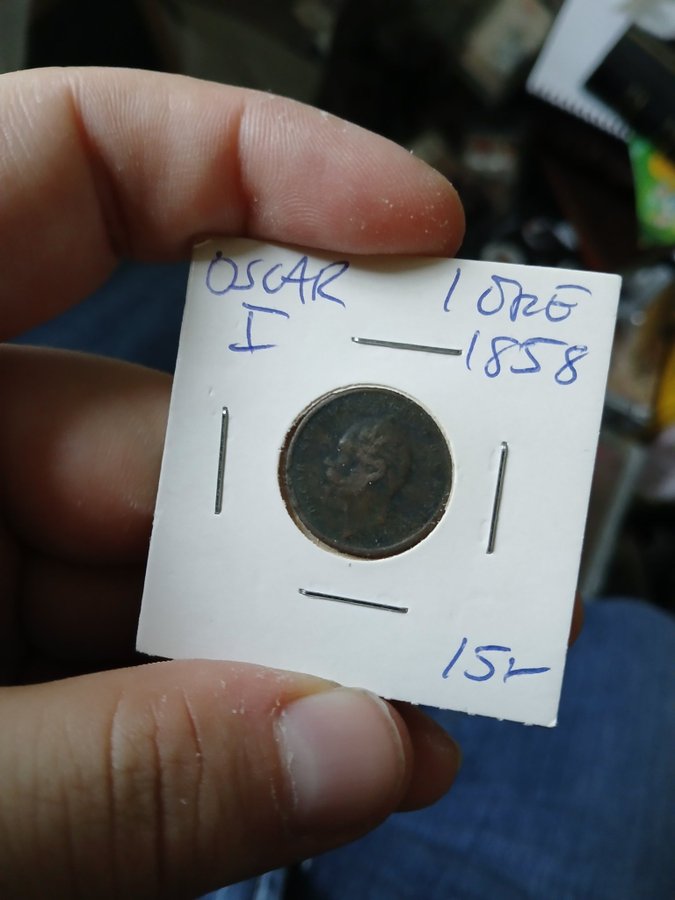 OSCAR
I
1 ÖRE
1858
15:-